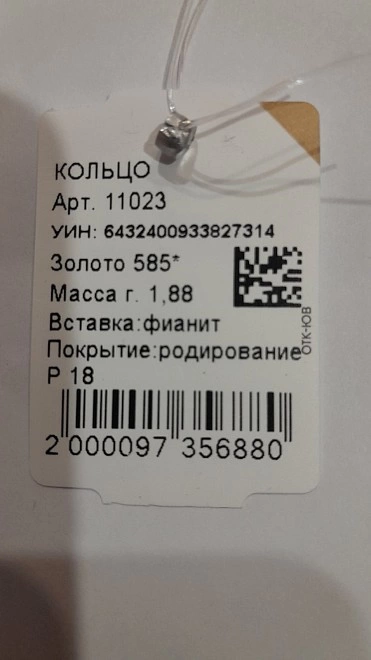 КОЛЬЦО
Арт. 11023
УИН: 6432400933827314
Золото 585*
Масса г. 1,88
Вставка:фианит
Покрытие:родирование
Р 18
ОТК-ЮВ
2 000097 356880